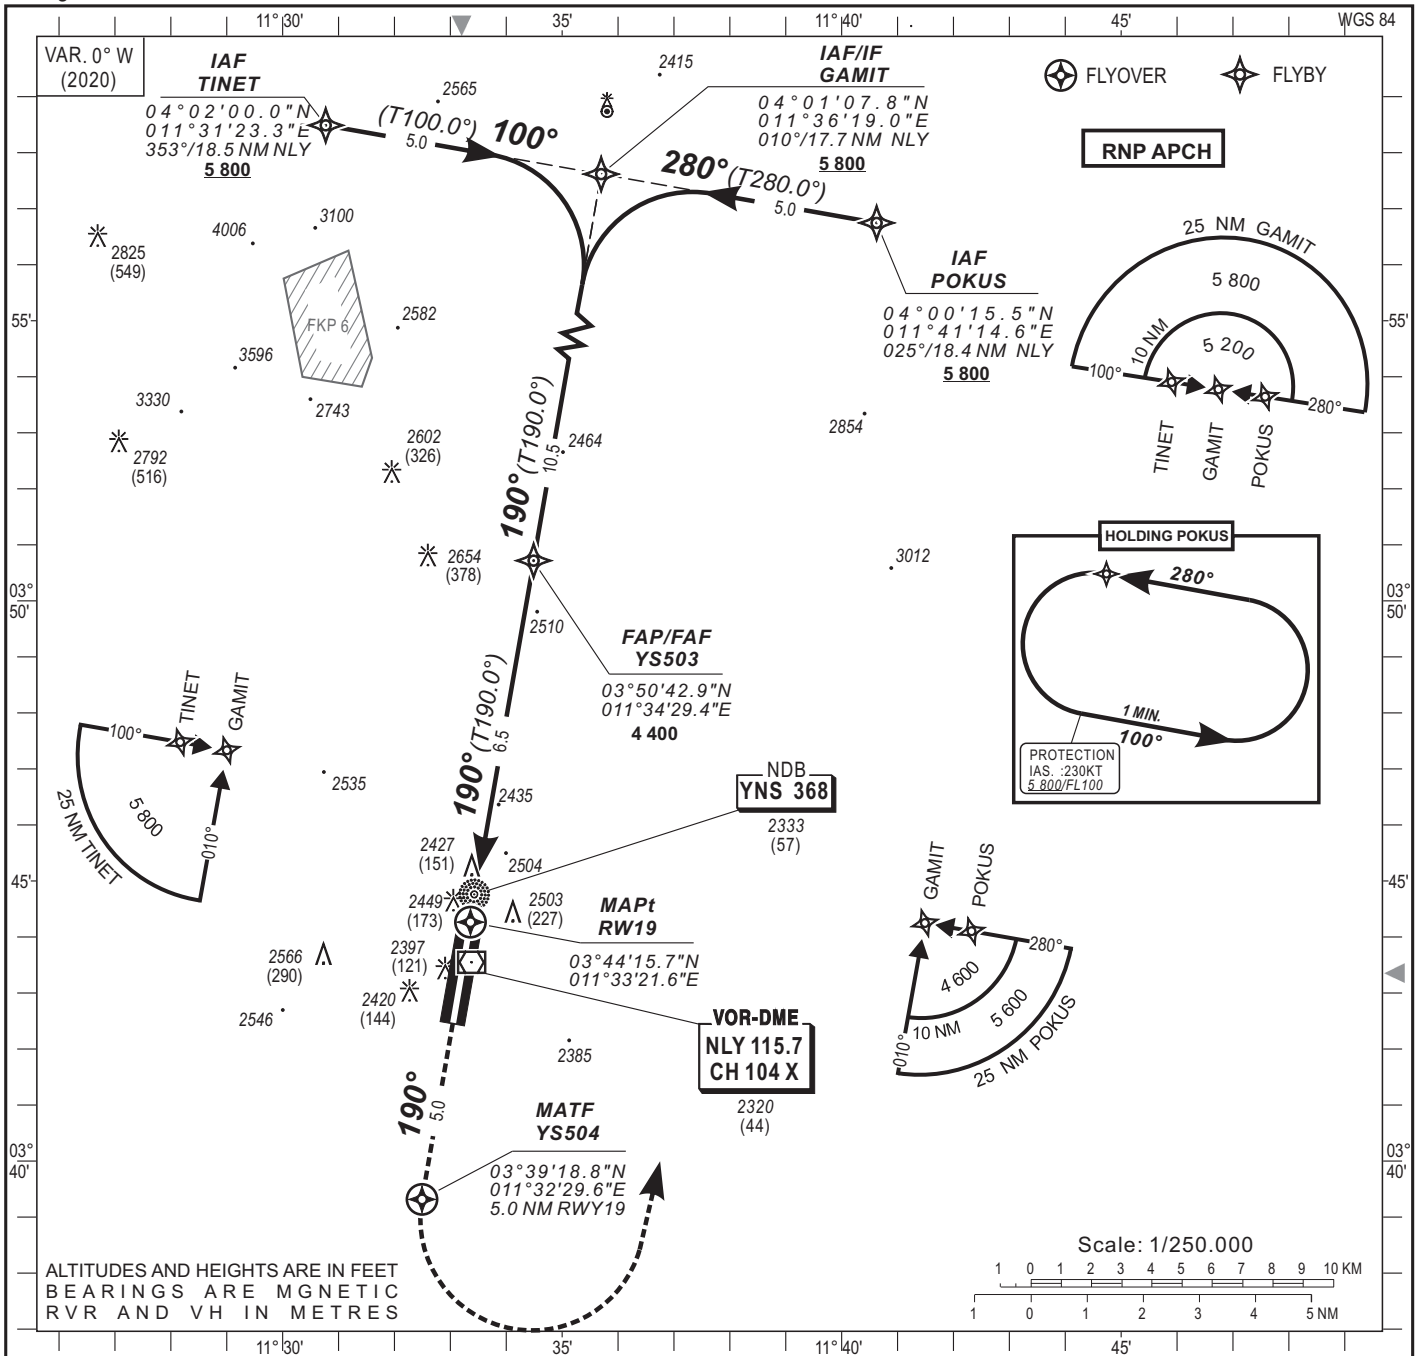 11° 30'
35'
11° 40'
45'
WGS 84
VAR. 0° W
(2020)
IAF
TINET
04°02'00.0"N
011°31'23.3"E
353°/18.5 NM NLY
5 800
2565
(T100.0°)
5.0
100°
2415
IAF/IF
GAMIT
04°01'07.8"N
011°36'19.0"E
010°/17.7 NM NLY
5 800
280°
(T280.0°)
5.0
FLYOVER
FLYBY
RNP APCH
IAF
POKUS
04°00'15.5"N
011°41'14.6"E
025°/18.4 NM NLY
5 800
25 NM GAMIT
5 800
10 NM
5 200
100°
280°
TINET
GAMIT
POKUS
2825
(549)
4006
3100
FKP 6
2582
3596
3330
2743
2792
(516)
2602
(326)
2464
2854
55'
55'
190°
(T190.0°)
10.5
2654
(378)
3012
2510
03°
50'
03°
50'
FAP/FAF
YS503
03°50'42.9"N
011°34'29.4"E
4 400
HOLDING POKUS
280°
1 MIN.
100°
PROTECTION
IAS. :230KT
5 800/FL100
TINET
GAMIT
100°
5 800
010°
25 NM TINET
2535
190°
(T190.0°)
6.5
2435
NDB
YNS 368
2333
(57)
2427
(151)
2504
2449
(173)
2503
(227)
45'
45'
MAPt
RW19
03°44'15.7"N
011°33'21.6"E
2566
(290)
2397
(121)
2420
(144)
2546
2385
VOR-DME
NLY 115.7
CH 104 X
2320
(44)
GAMIT
POKUS
280°
4 600
10 NM
5 600
010°
25 NM POKUS
190°
5.0
MATF
YS504
03°39'18.8"N
011°32'29.6"E
5.0 NM RWY19
03°
40'
03°
40'
ALTITUDES AND HEIGHTS ARE IN FEET
BEARINGS ARE MGNETIC
RVR AND VH IN METRES
Scale: 1/250.000
1 0 1 2 3 4 5 6 7 8 9 10 KM
1 0 1 2 3 4 5 NM
11° 30'
35'
11° 40'
45'